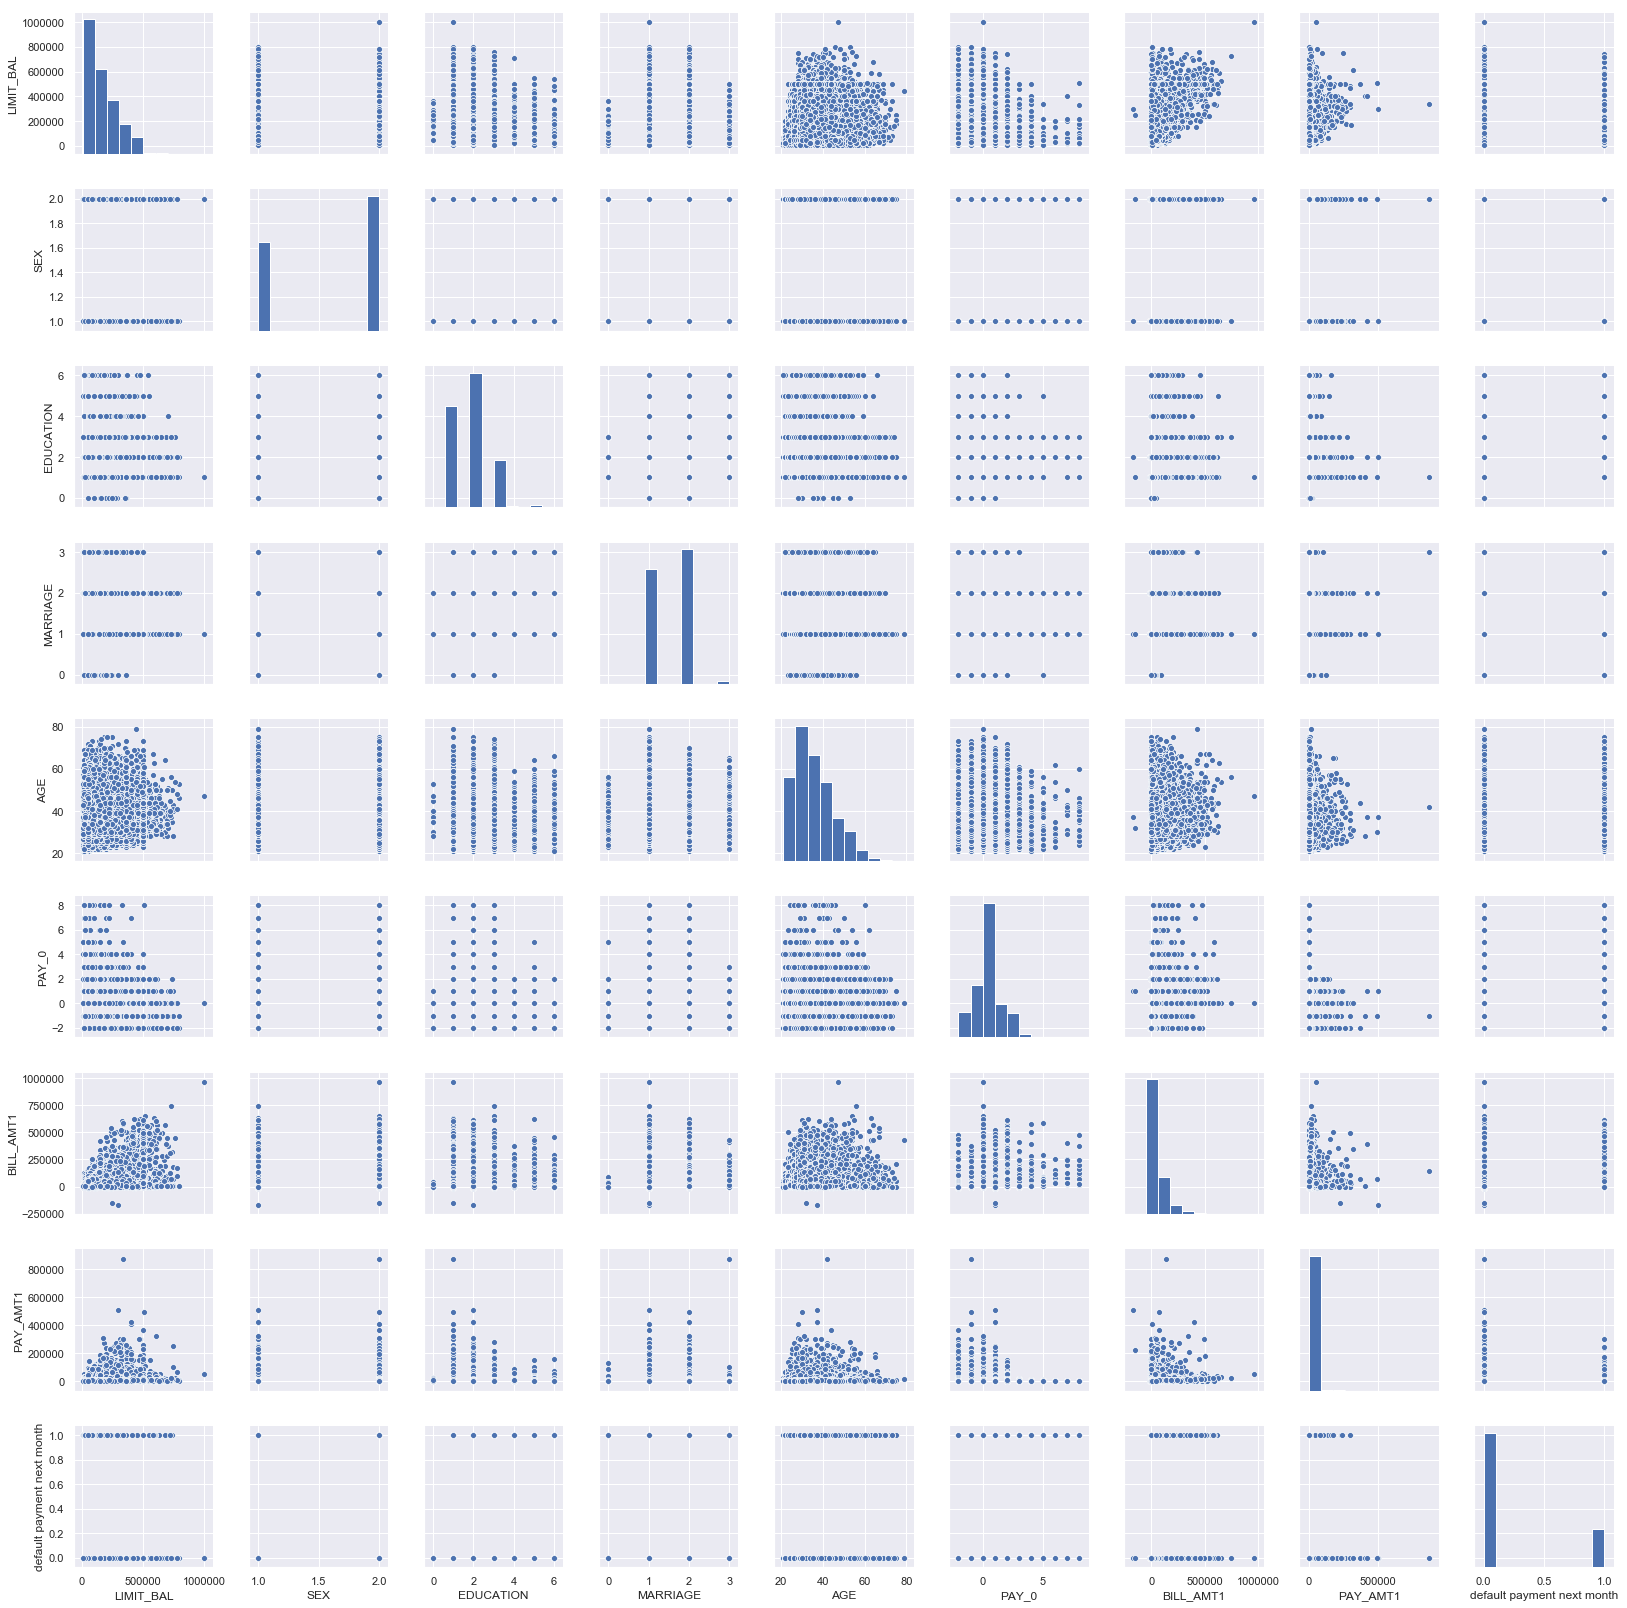 1000000
800000
600000
400000
200000
0
LIMIT_BAL
2.0
1.8
1.6
1.4
1.2
1.0
SEX
6
4
2
0
EDUCATION
3
2
1
0
MARRIAGE
80
60
40
20
AGE
8
6
4
2
0
−2
PAY_0
1000000
750000
500000
250000
0
−250000
BILL_AMT1
800000
600000
400000
200000
0
PAY_AMT1
1.0
0.8
0.6
0.4
0.2
0.0
default payment next month
0 500000 1000000
LIMIT_BAL
1.0 1.5 2.0
SEX
0 2 4 6
EDUCATION
0 1 2 3
MARRIAGE
20 40 60 80
AGE
0 5
PAY_0
0 500000 1000000
BILL_AMT1
0 500000
PAY_AMT1
0.0 0.5 1.0
default payment next month